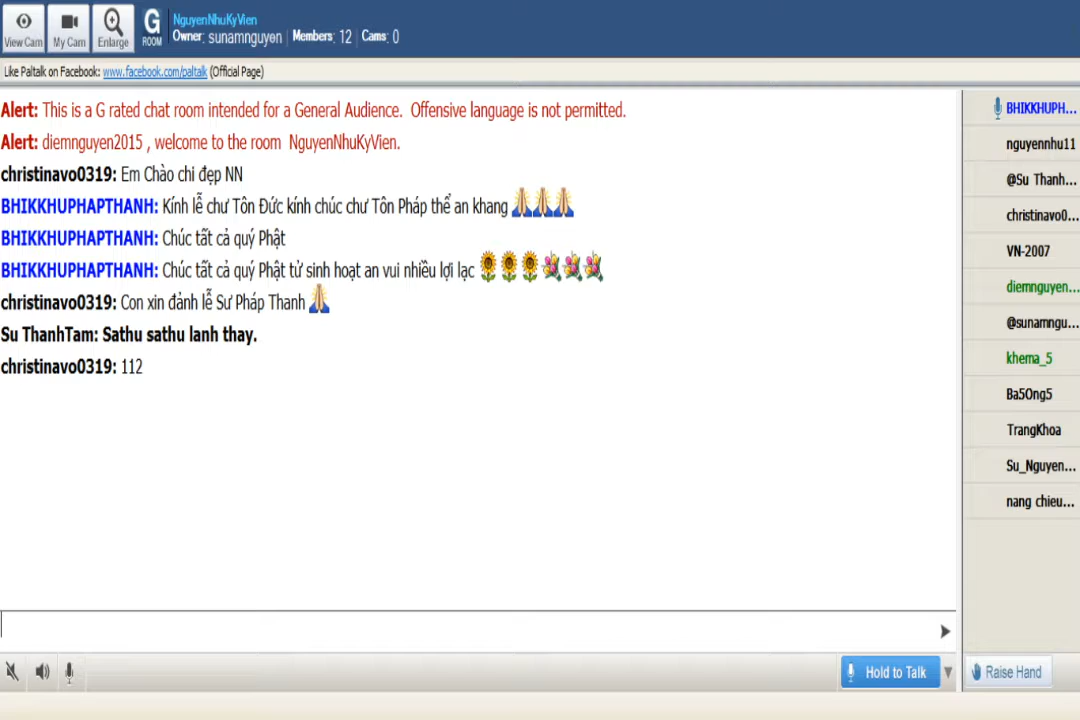 View Cam
My Cam
Enlarge
G
ROOM
NguyenNhuKyVien
Owner: sunamnguyen | Members: 12 | Cams: 0
Like Paltalk on Facebook: www.facebook.com/paltalk (Official Page)
Alert: This is a G rated chat room intended for a General Audience. Offensive language is not permitted.
Alert: diemnguyen2015 , welcome to the room NguyenNhuKyVien.
christinavo0319: Em Chào chi đẹp NN
BHIKKHUPHAPTHANH: Kính lễ chư Tôn Đức kính chúc chư Tôn Pháp thể an khang
BHIKKHUPHAPTHANH: Chúc tất cả quý Phật
BHIKKHUPHAPTHANH: Chúc tất cả quý Phật tử sinh hoạt an vui nhiều lợi lạc
christinavo0319: Con xin đảnh lễ Sư Pháp Thanh
Su ThanhTam: Sathu sathu lanh thay.
christinavo0319: 112
BHIKKHUPH...
nguyennhu11
@Su Thanh...
christinavo0...
VN-2007
diemnguyen...
@sunamngu...
khema_5
Ba5Ong5
TrangKhoa
Su_Nguyen...
nang chieu...
Hold to Talk
Raise Hand